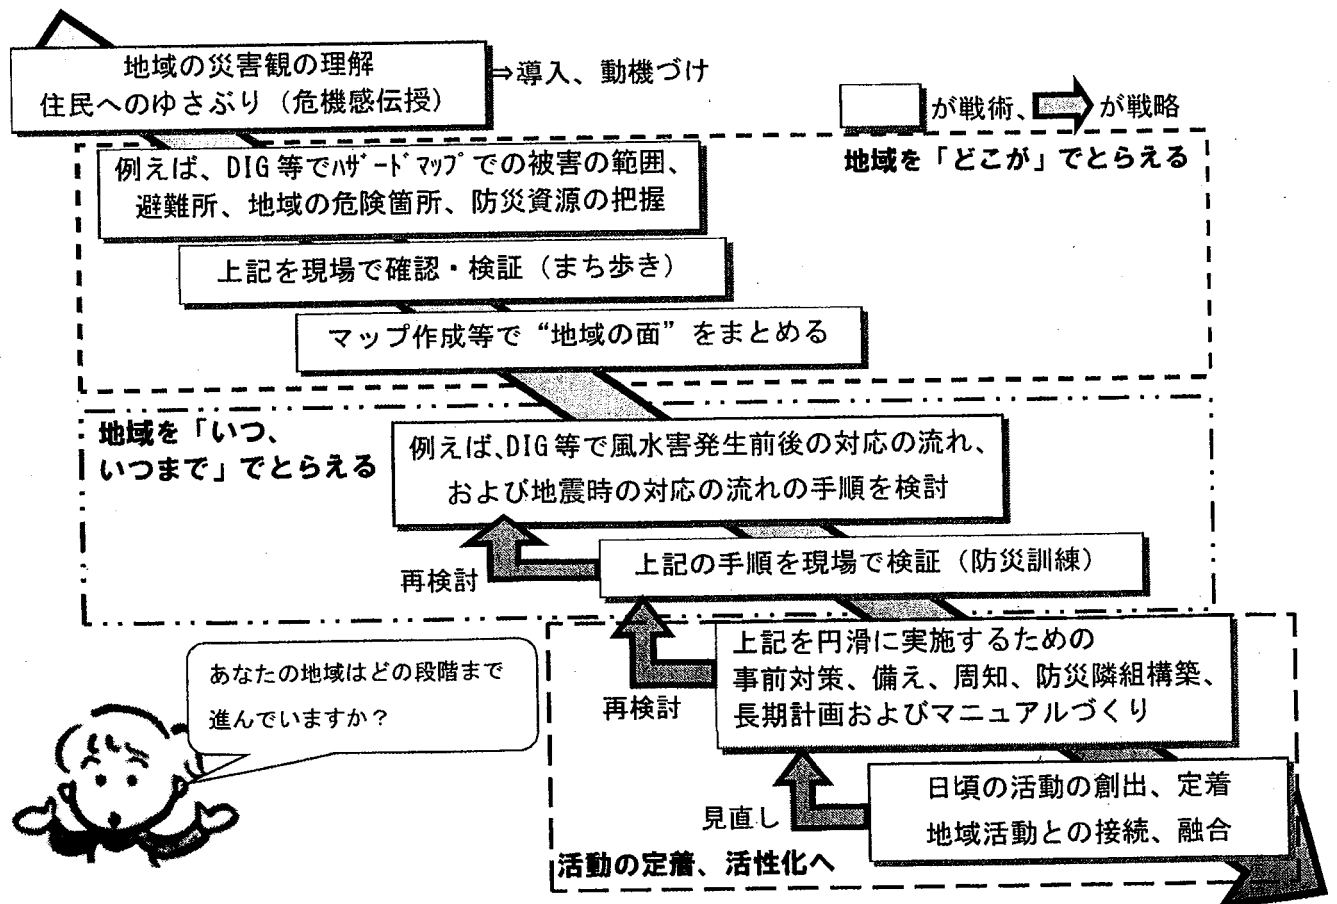 地域の災害観の理解
住民へのゆさぶり（危機感伝授）
⇒導入、動機づけ
が戦術、が戦略
地域を「どこが」でとらえる
例えば、DIG等でﾊｻﾞｰﾄﾞﾏｯﾌﾟでの被害の範囲、
避難所、地域の危険箇所、防災資源の把握
上記を現場で確認・検証（まち歩き）
マップ作成等で“地域の面”をまとめる
地域を「いつ、
いつまで」でとらえる
例えば､DIG等で風水害発生前後の対応の流れ、
および地震時の対応の流れの手順を検討
再検討
上記の手順を現場で検証（防災訓練）
再検討
上記を円滑に実施するための
事前対策、備え、周知、防災隣組構築、
長期計画およびマニュアルづくり
見直し
日頃の活動の創出、定着
地域活動との接続、融合
活動の定着、活性化へ
あなたの地域はどの段階まで
進んでいますか？